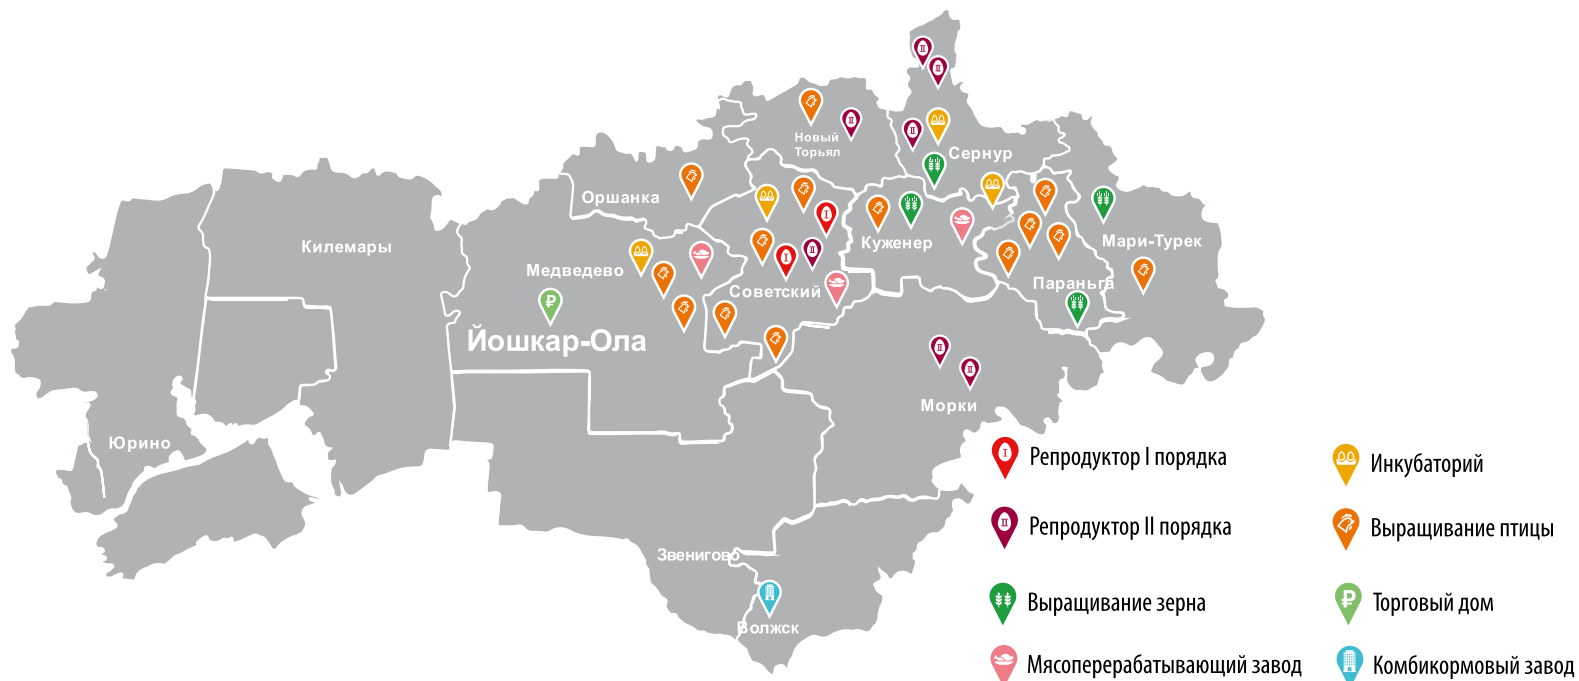 Новый
Торьял
Сернур
Оршанка
Килемары
Куженер
Мари-Турек
Медведево
Советский
Параньга
Йошкар-Ола
Морки
Юрино
Звенигово
Волжск
Репродуктор I порядка
Инкубаторий
Репродуктор II порядка
Выращивание птицы
Выращивание зерна
Торговый дом
Мясоперерабатывающий завод
Комбикормовый завод